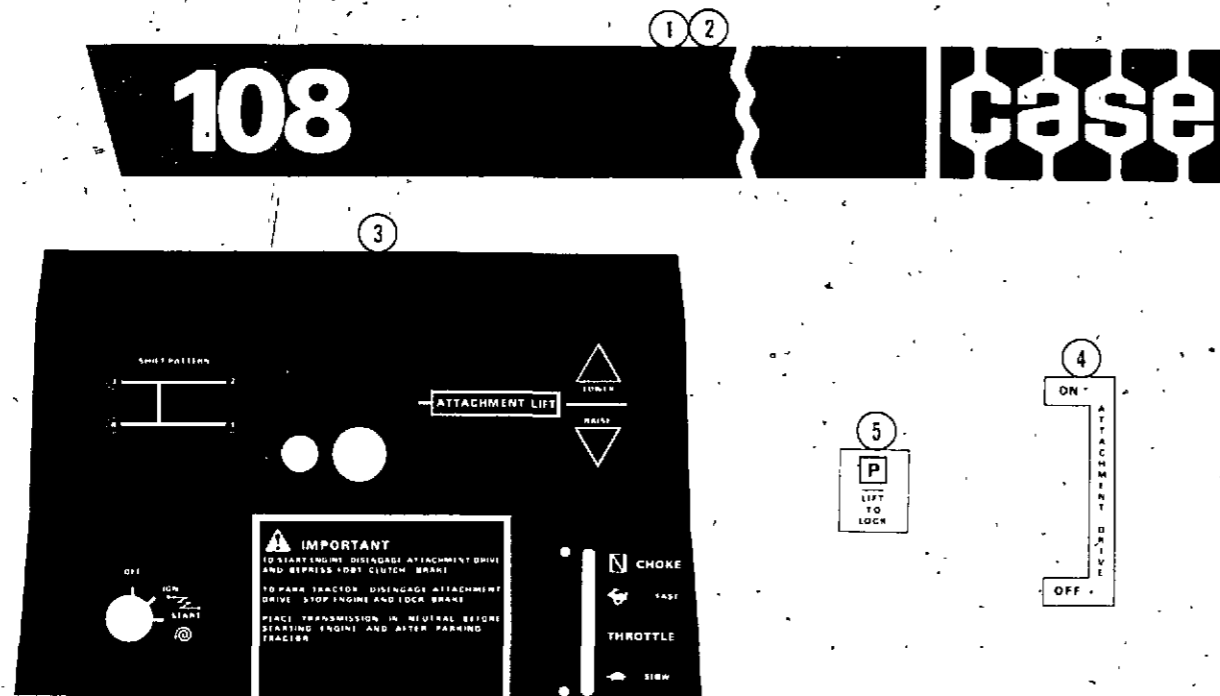 1 2
108
case
3
SHIFT PATTERN
3 2
R 1
ATTACHMENT LIFT
LOWER
RAISE
4
ON
ATTACHMENT DRIVE
OFF
5
P
LIFT
TO
LOCK
IMPORTANT
TO START ENGINE DISENGAGE ATTACHMENT DRIVE
AND DEPRESS FOOT CLUTCH BRAKE
TO PARK TRACTOR DISENGAGE ATTACHMENT
DRIVE STOP ENGINE AND LOCK BRAKE
PLACE TRANSMISSION IN NEUTRAL BEFORE
STARTING ENGINE AND AFTER PARKING
TRACTOR
OFF
IGN
START
CHOKE
FAST
THROTTLE
SLOW